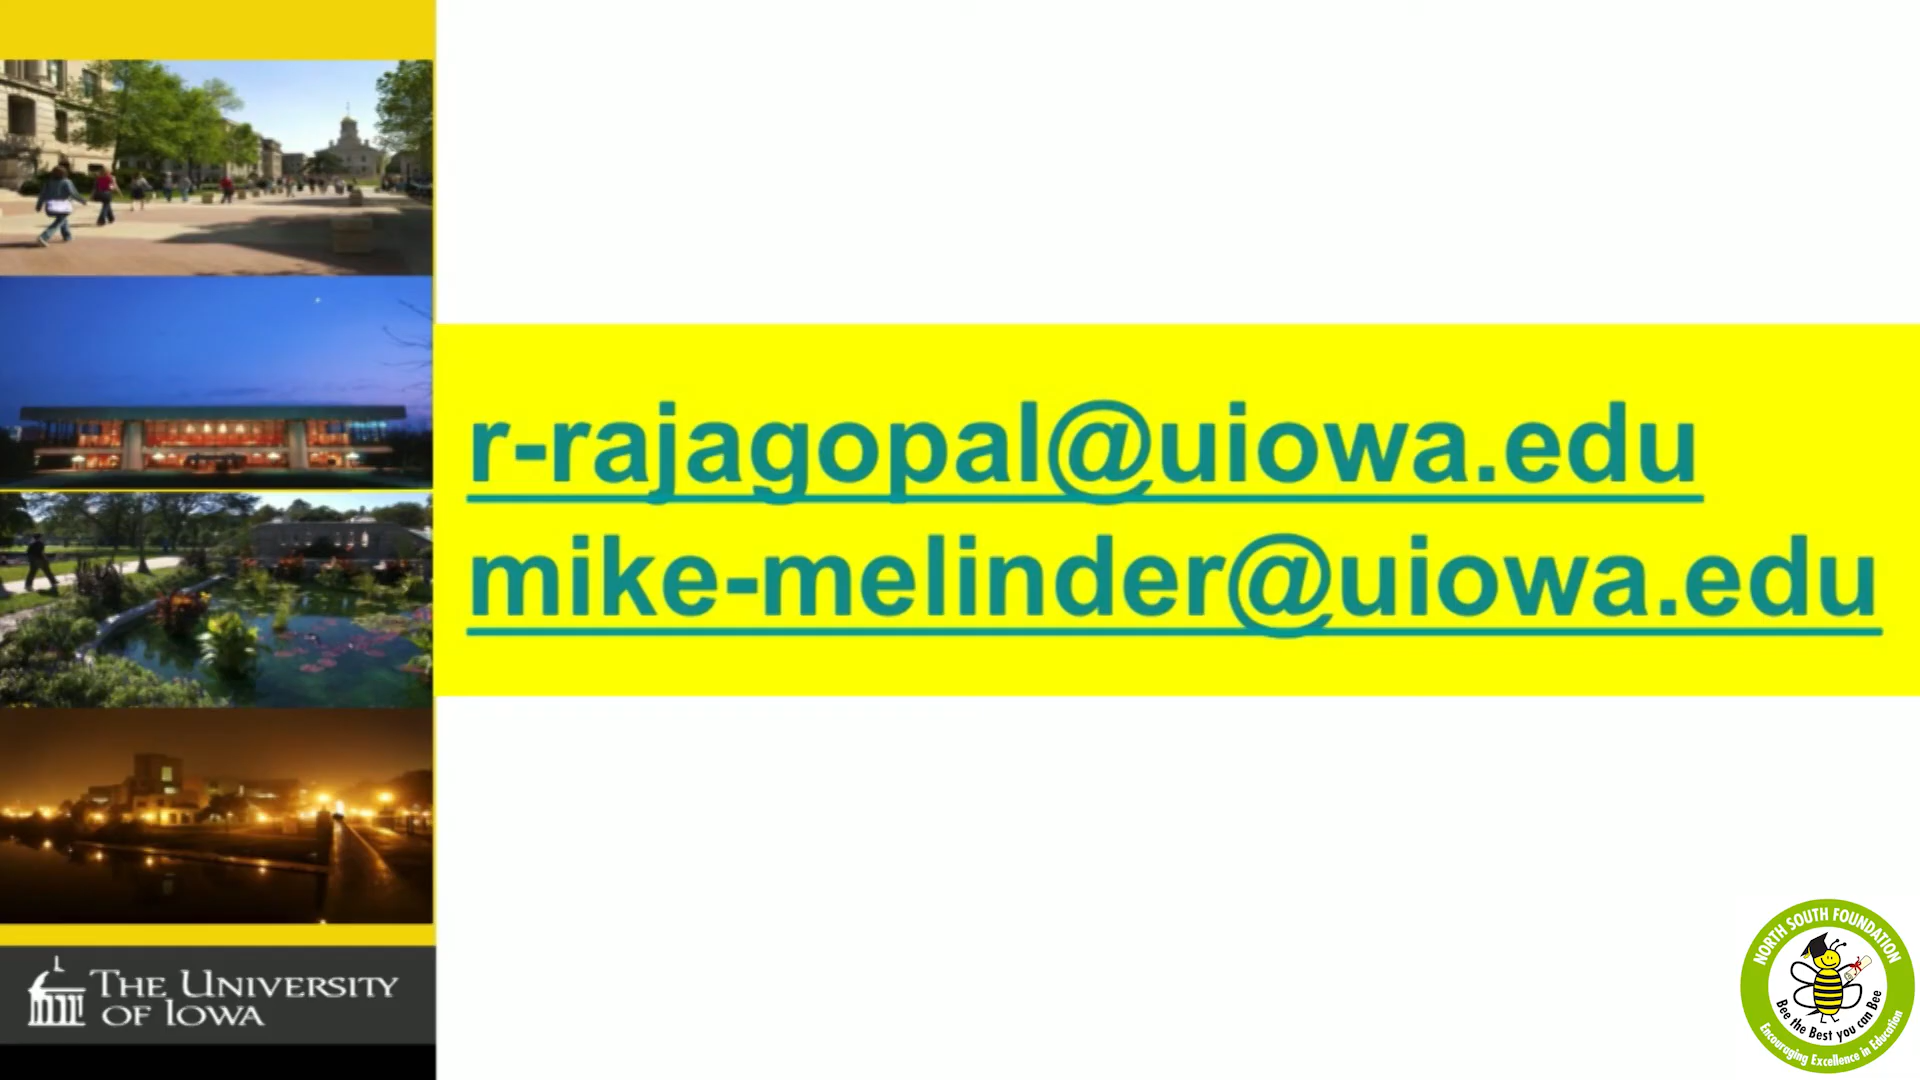 r-rajagopal@uiowa.edu
mike-melinder@uiowa.edu
THE UNIVERSITY
OF IOWA
NORTH SOUTH FOUNDATION
Bee the Best you can Bee
Encouraging Excellence in Education